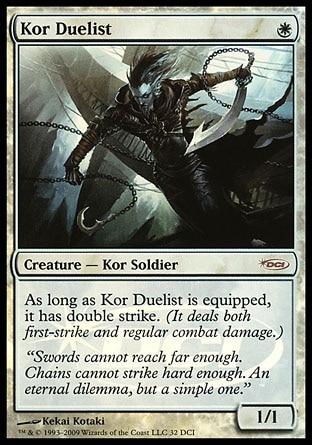 Kor Duelist
Creature — Kor Soldier
DCI
As long as Kor Duelist is equipped,
it has double strike. (It deals both
first-strike and regular combat damage.)
“Swords cannot reach far enough.
Chains cannot strike hard enough. An
eternal dilemma, but a simple one.”
Kekai Kotaki
1/1
™ & © 1993–2009 Wizards of the Coast LLC 32 DCI